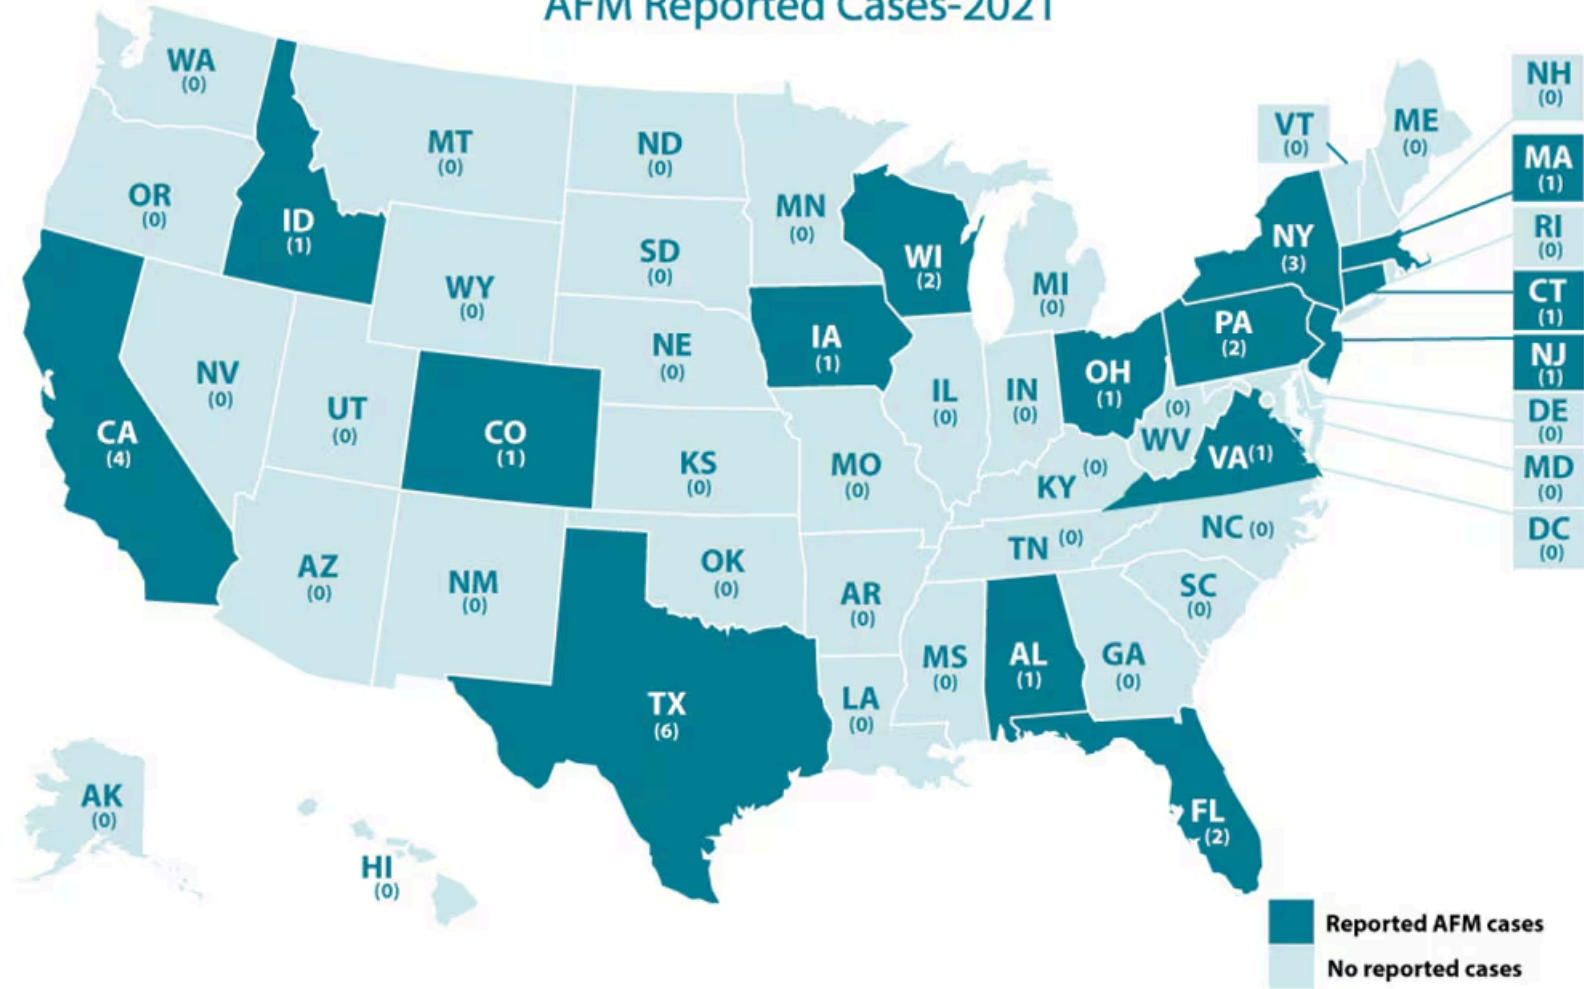 AFM Reported Cases-2021
WA
(0)
OR
(0)
ID
(1)
MT
(0)
ND
(0)
MN
(0)
SD
(0)
WY
(0)
NE
(0)
WI
(2)
MI
(0)
IA
(1)
CA
(4)
NV
(0)
UT
(0)
CO
(1)
KS
(0)
MO
(0)
IL
(0)
IN
(0)
OH
(1)
PA
(2)
NY
(3)
VT
(0)
ME
(0)
NH
(0)
MA
(1)
RI
(0)
CT
(1)
NJ
(1)
DE
(0)
MD
(0)
DC
(0)
(0)
WV
VA(1)
KY (0)
TN (0)
NC (0)
SC
(0)
AZ
(0)
NM
(0)
OK
(0)
AR
(0)
TX
(6)
LA
(0)
MS
(0)
AL
(1)
GA
(0)
FL
(2)
AK
(0)
HI
(0)
Reported AFM cases
No reported cases